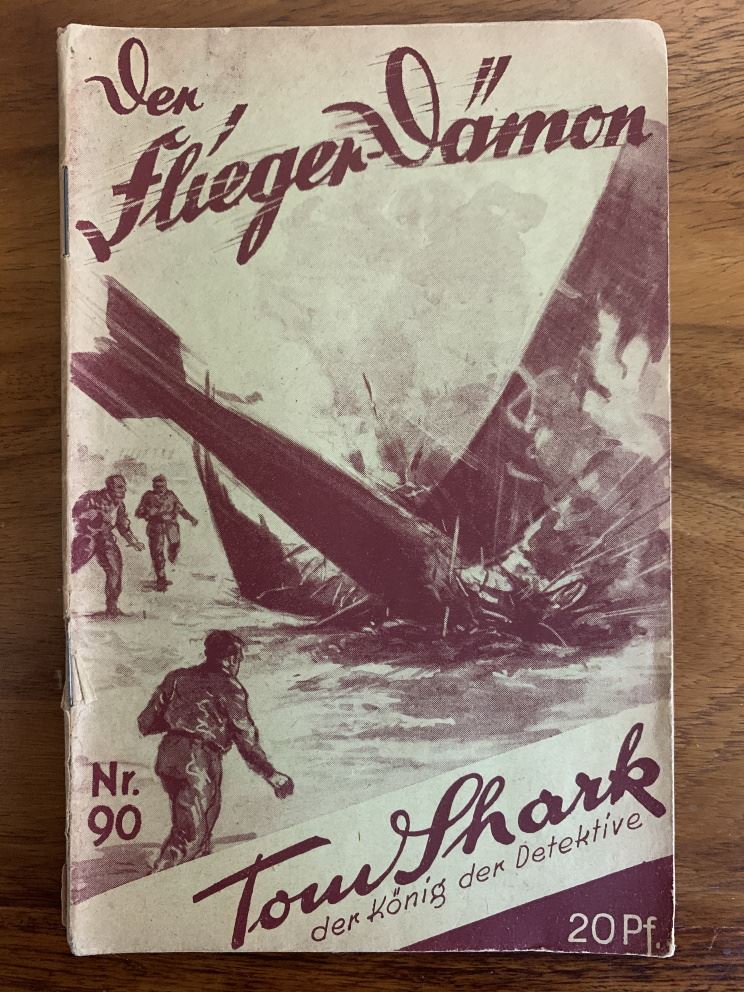 Der
Flieger-Dämon
Nr.
90
Tom Shark
der König der Detektive
20 Pf.